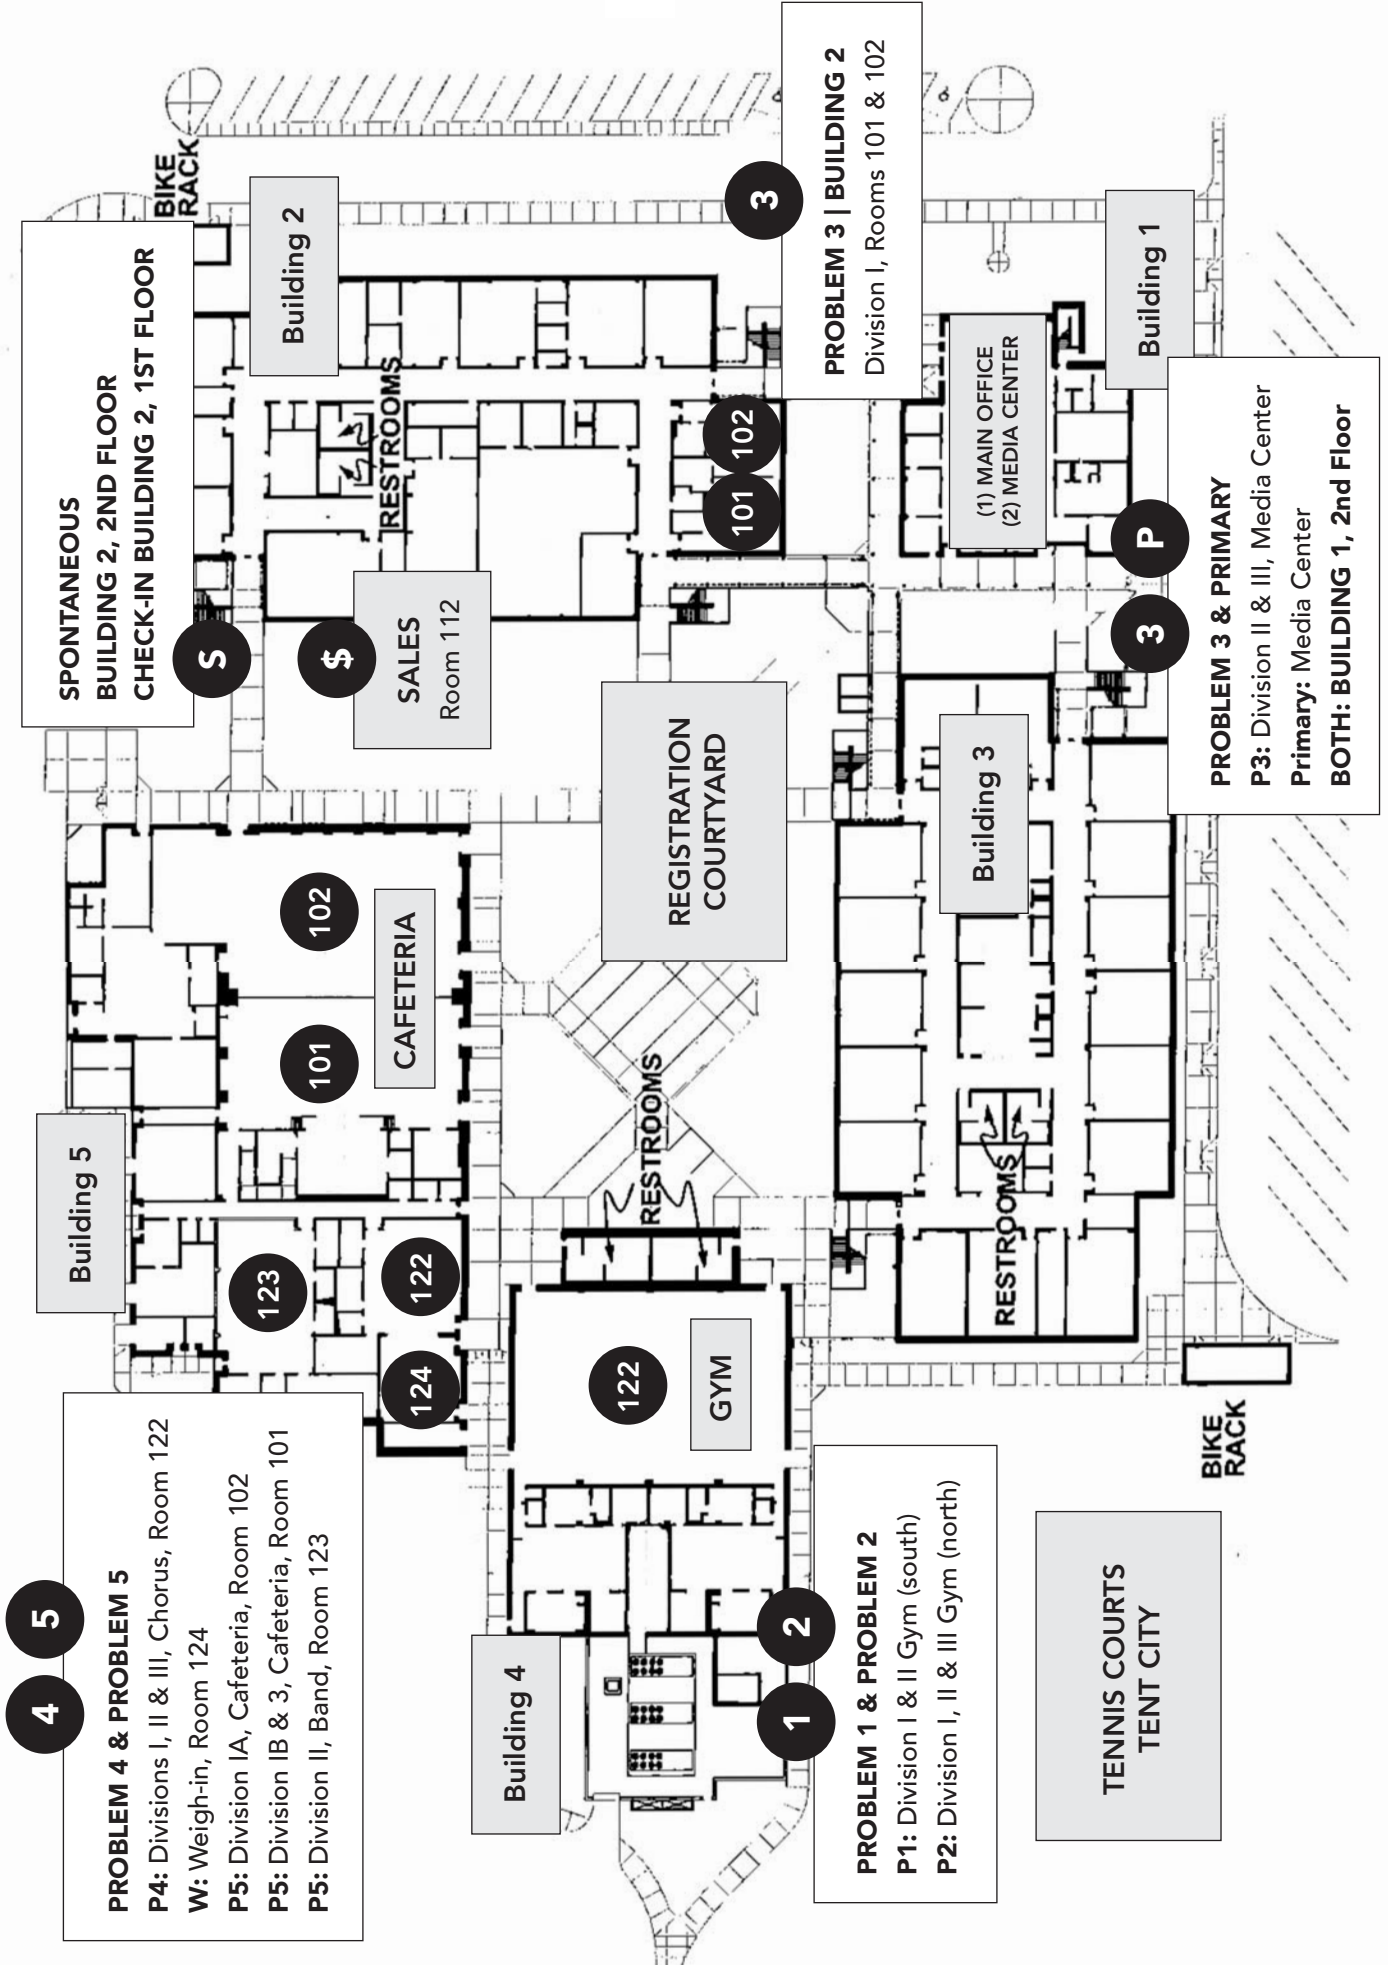 4
5
PROBLEM 4 & PROBLEM 5
P4: Divisions I, II & III, Chorus, Room 122
W: Weigh-in, Room 124
P5: Division IA, Cafeteria, Room 102
P5: Division IB & 3, Cafeteria, Room 101
P5: Division II, Band, Room 123
Building 5
123
124
122
101
102
CAFETERIA
SPONTANEOUS
BUILDING 2, 2ND FLOOR
CHECK-IN BUILDING 2, 1ST FLOOR
S
BIKE
RACK
Building 2
$
SALES
Room 112
RESTROOMS
101
102
3
PROBLEM 3 | BUILDING 2
Division I, Rooms 101 & 102
Building 4
122
GYM
RESTROOMS
REGISTRATION
COURTYARD
1
2
PROBLEM 1 & PROBLEM 2
P1: Division I & II Gym (south)
P2: Division I, II & III Gym (north)
RESTROOMS
Building 3
(1) MAIN OFFICE
(2) MEDIA CENTER
Building 1
3
P
PROBLEM 3 & PRIMARY
P3: Division II & III, Media Center
Primary: Media Center
BOTH: BUILDING 1, 2nd Floor
TENNIS COURTS
TENT CITY
BIKE
RACK